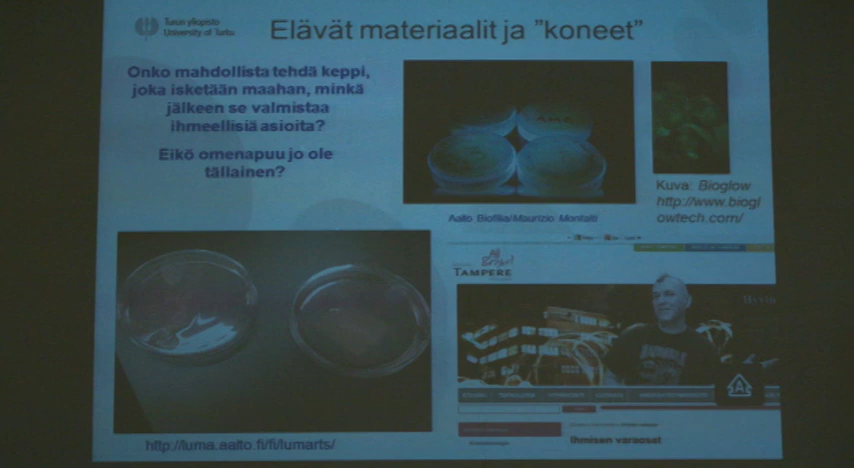 Turun yliopisto
University of Turku
Elävät materiaalit ja "koneet"
Onko mahdollista tehdä keppi,
joka isketään maahan, minkä
jälkeen se valmistaa
ihmeellisiä asioita?
Eikö omenapuu jo ole
tällainen?
Kuva: Bioglow
http://www.biogl
owtech.com/
Aalto Biofilia/Maurizio Montalti
All
Bright!
TAMPERE
http://luma.aalto.fi/fi/lumarts/
Ihmisen varaosat